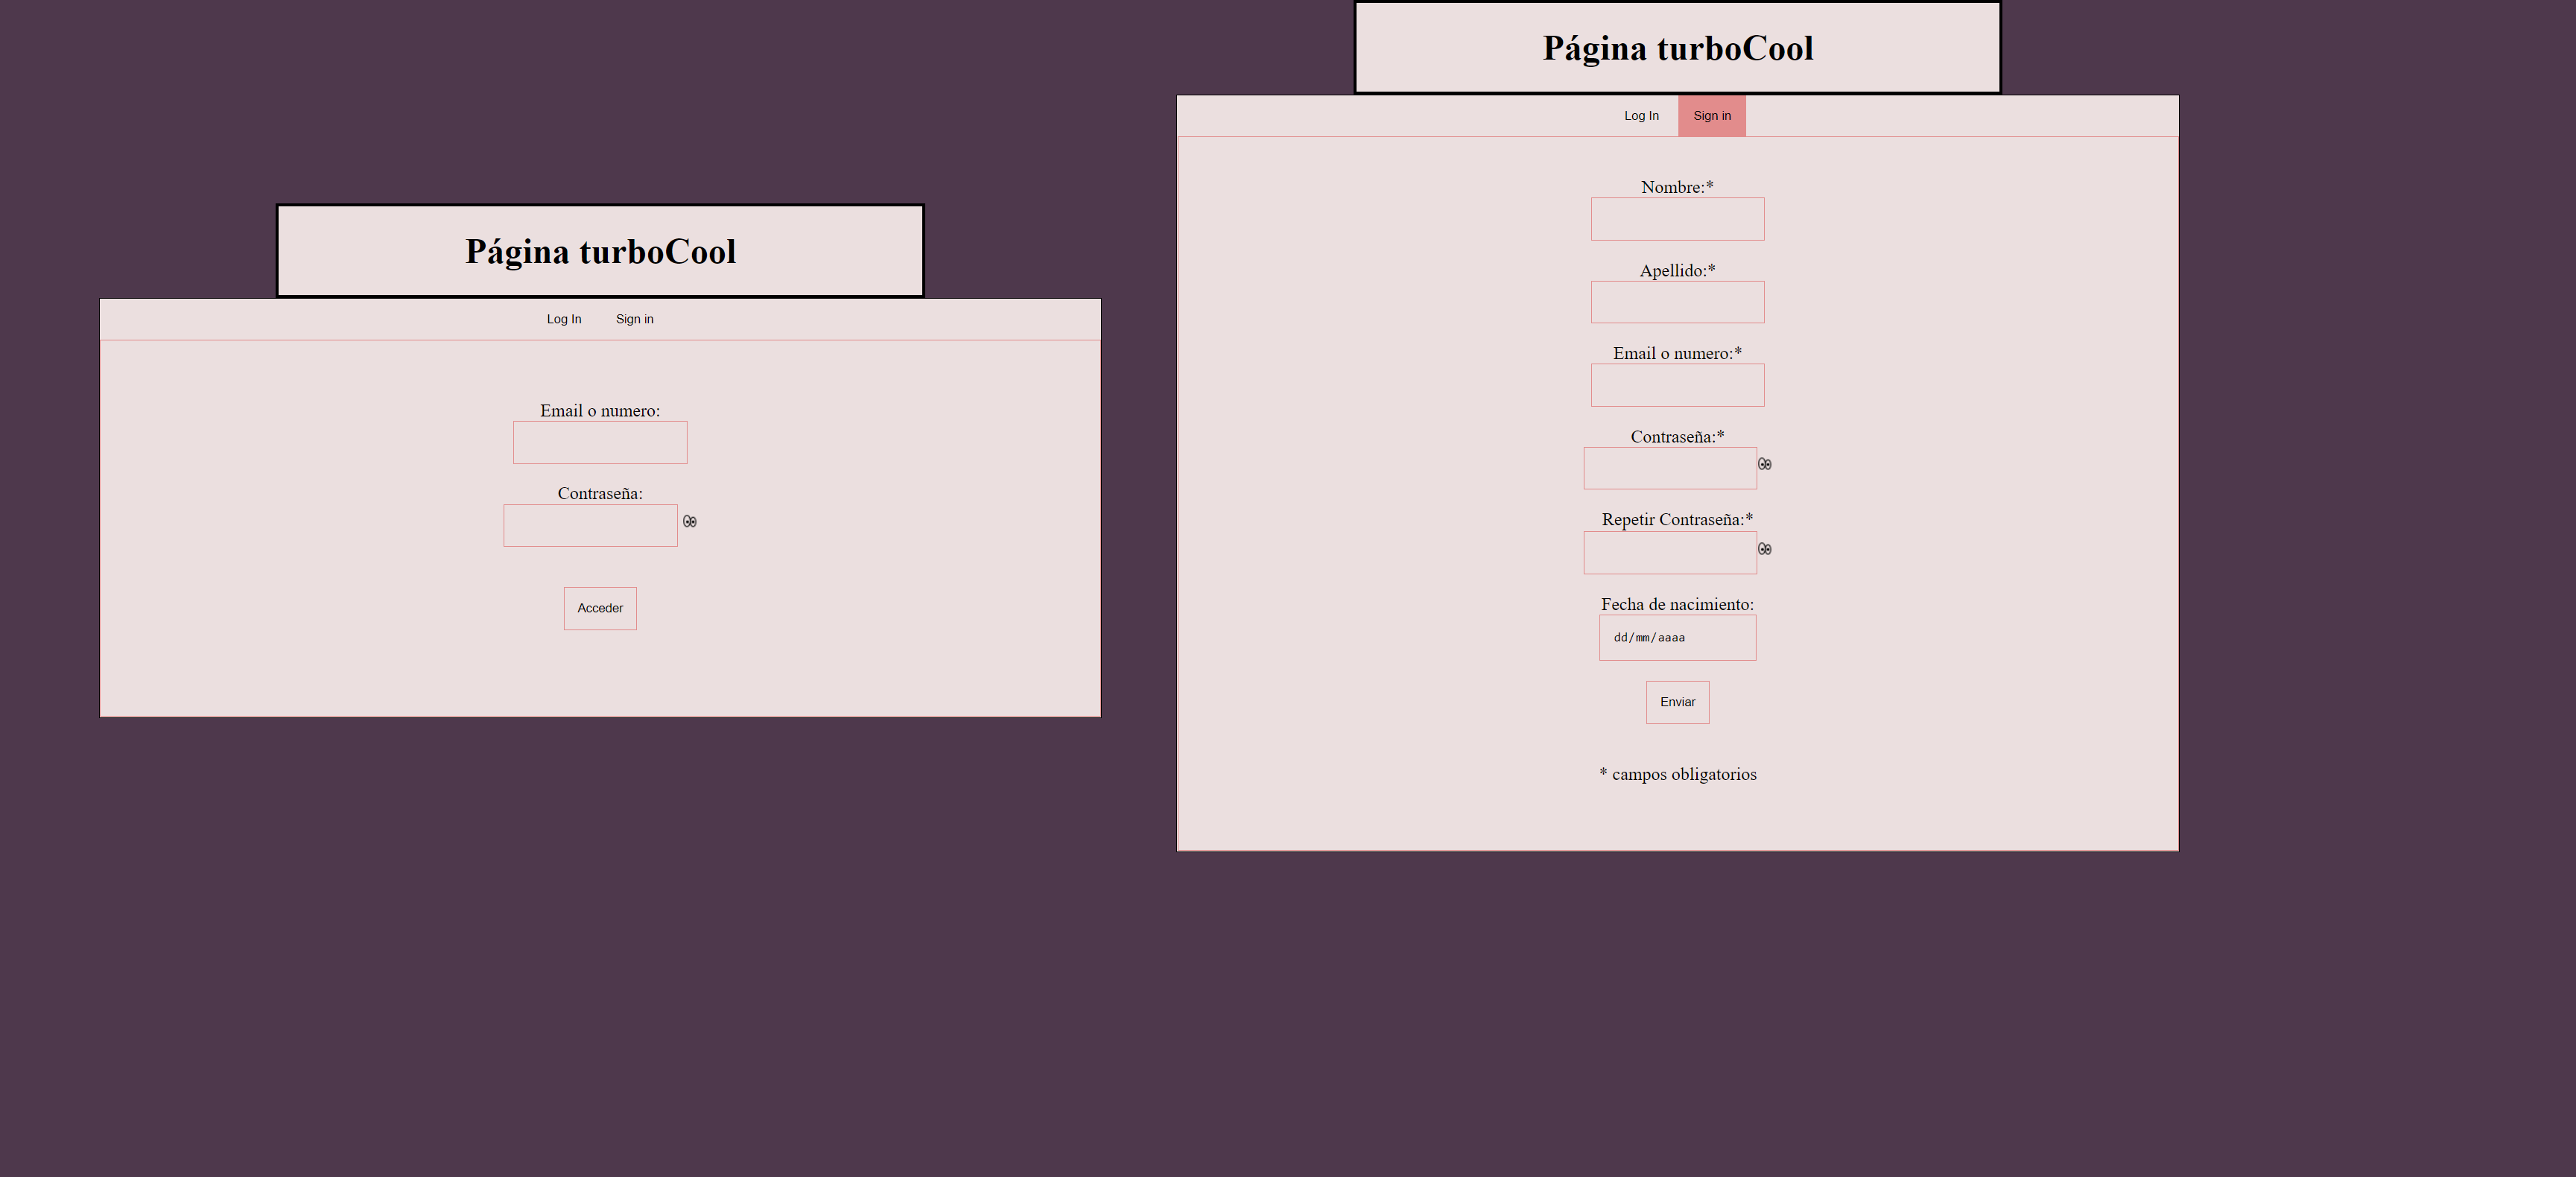 Página turboCool
Log In Sign in
Email o numero:
Contraseña:
Acceder
Página turboCool
Log In Sign in
Nombre:*
Apellido:*
Email o numero:*
Contraseña:*
Repetir Contraseña:*
Fecha de nacimiento:
dd/mm/aaaa
Enviar
* campos obligatorios